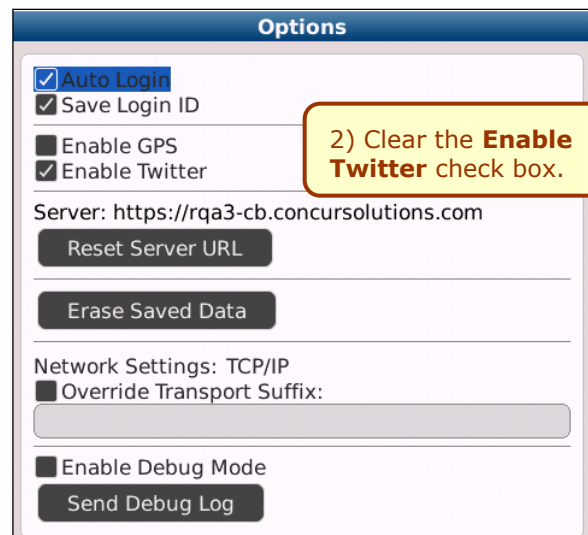 Options
Auto Login
Save Login ID
Enable GPS
Enable Twitter
2) Clear the Enable
Twitter check box.
Server: https://rqa3-cb.concursolutions.com
Reset Server URL
Erase Saved Data
Network Settings: TCP/IP
Override Transport Suffix:
Enable Debug Mode
Send Debug Log